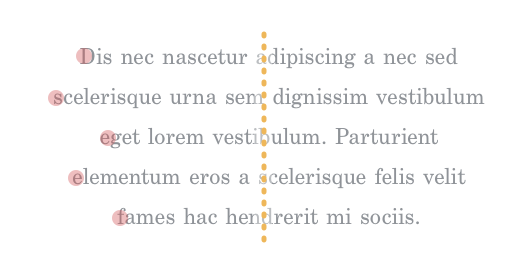 Dis nec nascetur adipiscing a nec sed
scelerisque urna sem dignissim vestibulum
eget lorem vestibulum. Parturient
elementum eros a scelerisque felis velit
fames hac hendrerit mi sociis.